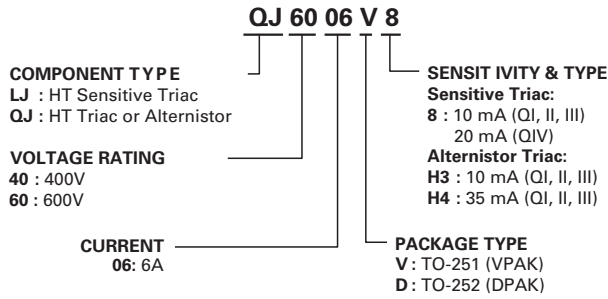 QJ 60 06 V 8
COMPONENT TYPE
LJ : HT Sensitive Triac
QJ : HT Triac or Alternistor
VOLTAGE RATING
40 : 400V
60 : 600V
CURRENT
06: 6A
SENSIT IVITY & TYPE
Sensitive Triac:
8 : 10 mA (QI, II, III)
20 mA (QIV)
Alternistor Triac:
H3 : 10 mA (QI, II, III)
H4 : 35 mA (QI, II, III)
PACKAGE TYPE
V : TO-251 (VPAK)
D : TO-252 (DPAK)